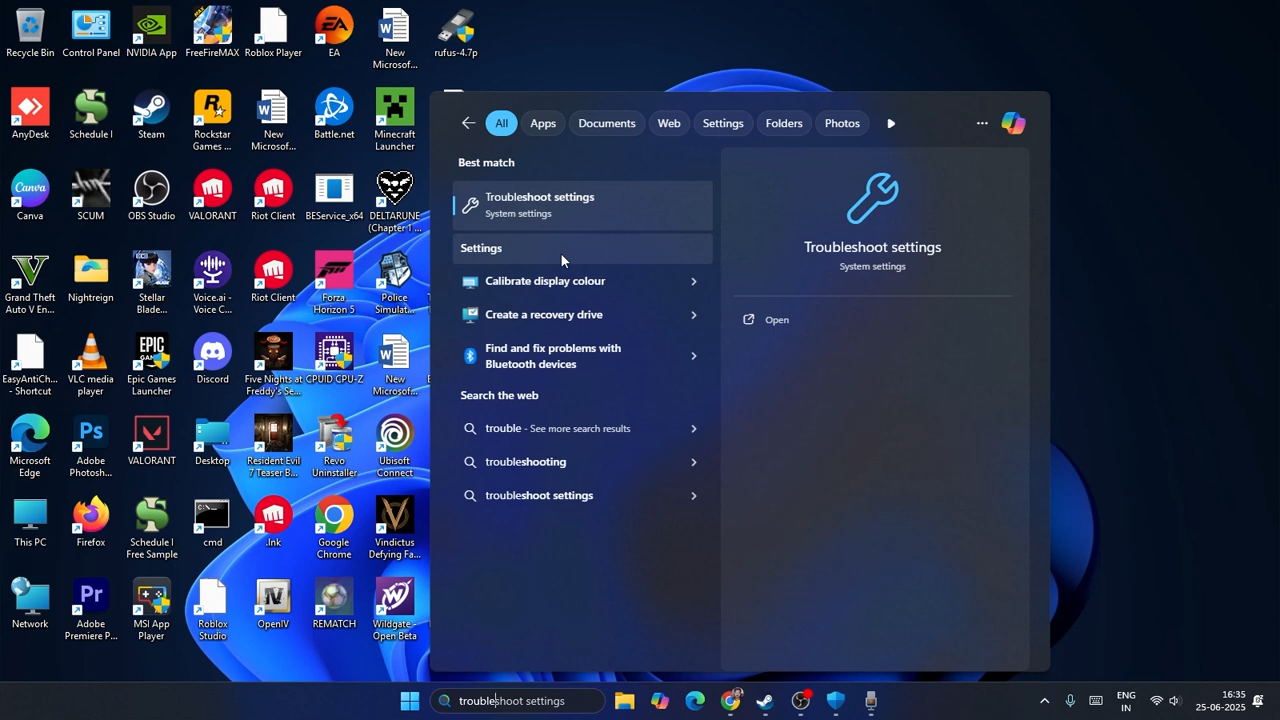 Recycle Bin
Control Panel
NVIDIA App
FreeFireMAX
Roblox Player
EA
New Microsof...
rufus-4.7p
AnyDesk
Schedule I
Steam
Rockstar Games ...
New Microsof...
Battle.net
Minecraft Launcher
Canva
SCUM
OBS Studio
VALORANT
Riot Client
BEService_x64
DELTARUNE (Chapter 1 ...
Grand Theft Auto V En...
Nightreign
Stellar Blade...
Voice.ai - Voice C...
Riot Client
Forza Horizon 5
Police Simulat...
EasyAntiCh... - Shortcut
VLC media player
Epic Games Launcher
Discord
Five Nights at Freddy's Se...
CPUID CPU-Z
New Microsof...
Microsoft Edge
Adobe Photosh...
VALORANT
Desktop
Resident Evil 7 Teaser B...
Revo Uninstaller
Ubisoft Connect
This PC
Firefox
Schedule I Free Sample
cmd
.lnk
Google Chrome
Vindictus Defying Fa...
Network
Adobe Premiere P...
MSI App Player
Roblox Studio
OpenIV
REMATCH
Wildgate - Open Beta
All Apps Documents Web Settings Folders Photos
Best match
Troubleshoot settings
System settings
Settings
Calibrate display colour
Create a recovery drive
Find and fix problems with
Bluetooth devices
Search the web
trouble - See more search results
troubleshooting
troubleshoot settings
Troubleshoot settings
System settings
Open
troubleshoot settings
ENG
IN
16:35
25-06-2025